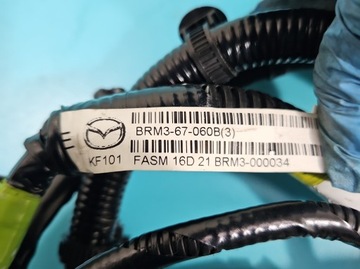 BRM3-67-060B(3)
KF101 FASM 16D 21 BRM3-000034